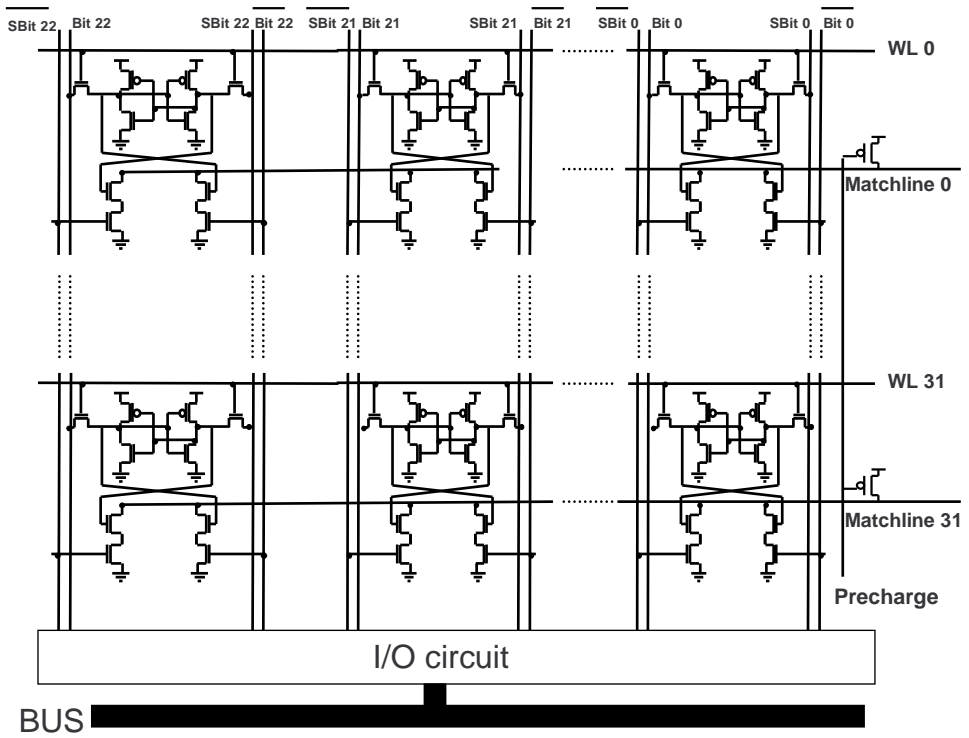 SBit 22 Bit 22 SBit 22 Bit 22 SBit 21 Bit 21 SBit 21 Bit 21 SBit 0 Bit 0 SBit 0 Bit 0
WL 0
Matchline 0
WL 31
Matchline 31
Precharge
I/O circuit
BUS